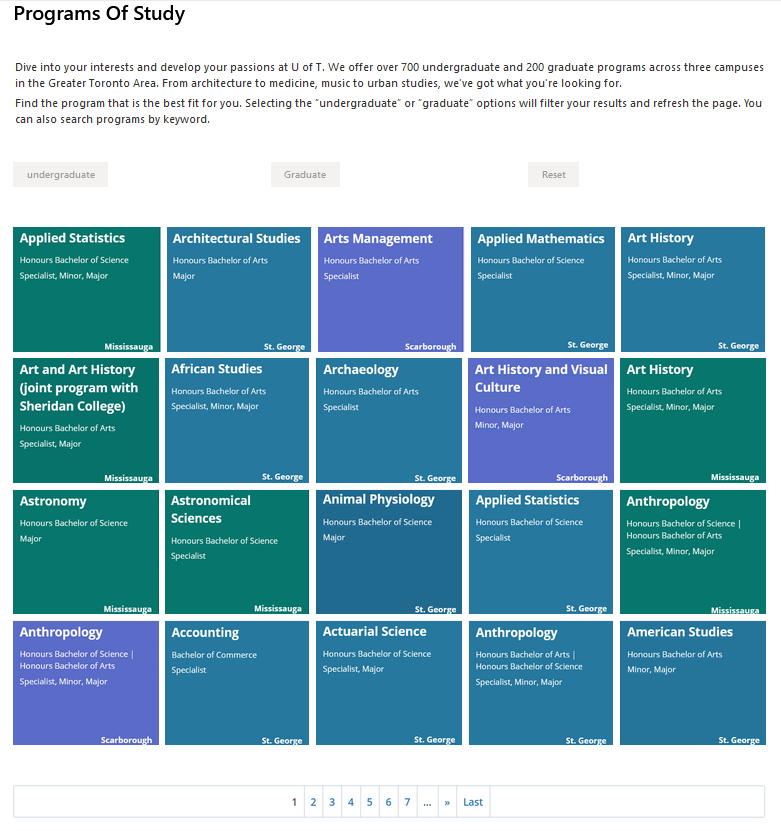 Programs Of Study
Dive into your interests and develop your passions at U of T. We offer over 700 undergraduate and 200 graduate programs across three campuses
in the Greater Toronto Area. From architecture to medicine, music to urban studies, we've got what you're looking for.
Find the program that is the best fit for you. Selecting the "undergraduate" or "graduate" options will filter your results and refresh the page. You
can also search programs by keyword.
undergraduate
Graduate
Reset
Applied Statistics
Honours Bachelor of Science
Specialist, Minor, Major
Mississauga
Architectural Studies
Honours Bachelor of Arts
Major
St. George
Arts Management
Honours Bachelor of Arts
Specialist
Scarborough
Applied Mathematics
Honours Bachelor of Science
Specialist
St. George
Art History
Honours Bachelor of Arts
Specialist, Minor, Major
St. George
Art and Art History
(joint program with
Sheridan College)
Honours Bachelor of Arts
Specialist, Major
Mississauga
African Studies
Honours Bachelor of Arts
Specialist, Minor, Major
St. George
Archaeology
Honours Bachelor of Arts
Specialist
St. George
Art History and Visual
Culture
Honours Bachelor of Arts
Minor, Major
Scarborough
Art History
Honours Bachelor of Arts
Specialist, Minor, Major
Mississauga
Astronomy
Honours Bachelor of Science
Major
Mississauga
Astronomical
Sciences
Honours Bachelor of Science
Specialist
Mississauga
Animal Physiology
Honours Bachelor of Science
Major
St. George
Applied Statistics
Honours Bachelor of Science
Specialist
St. George
Anthropology
Honours Bachelor of Science |
Honours Bachelor of Arts
Specialist, Minor, Major
Mississauga
Anthropology
Honours Bachelor of Science |
Honours Bachelor of Arts
Specialist, Minor, Major
Scarborough
Accounting
Bachelor of Commerce
Specialist
St. George
Actuarial Science
Honours Bachelor of Science
Specialist, Major
St. George
Anthropology
Honours Bachelor of Arts |
Honours Bachelor of Science
Specialist, Minor, Major
St. George
American Studies
Honours Bachelor of Arts
Minor, Major
St. George
1 2 3 4 5 6 7 ... » Last